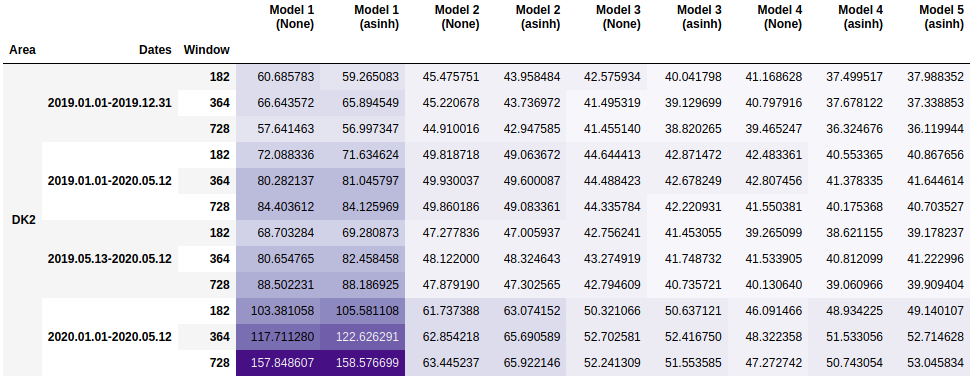 Model 1 Model 1 Model 2 Model 2 Model 3 Model 3 Model 4 Model 4 Model 5
(None) (asinh) (None) (asinh) (None) (asinh) (None) (asinh) (asinh)
Area Dates Window
182 60.685783 59.265083 45.475751 43.958484 42.575934 40.041798 41.168628 37.499517 37.988352
2019.01.01-2019.12.31 364 66.643572 65.894549 45.220678 43.736972 41.495319 39.129699 40.797916 37.678122 37.338853
728 57.641463 56.997347 44.910016 42.947585 41.455140 38.820265 39.465247 36.324676 36.119944
182 72.088336 71.634624 49.818718 49.063672 44.644413 42.871472 42.483361 40.553365 40.867656
2019.01.01-2020.05.12 364 80.282137 81.045797 49.930037 49.600087 44.488423 42.678249 42.807456 41.378335 41.644614
728 84.403612 84.125969 49.860186 49.083361 44.335784 42.220931 41.550381 40.175368 40.703527
DK2
182 68.703284 69.280873 47.277836 47.005937 42.756241 41.453055 39.265099 38.621155 39.178237
2019.05.13-2020.05.12 364 80.654765 82.458458 48.122000 48.324643 43.274919 41.748732 41.533905 40.812099 41.222996
728 88.502231 88.186925 47.879190 47.302565 42.794609 40.735721 40.130640 39.060966 39.909404
182 103.381058 105.581108 61.737388 63.074152 50.321066 50.637121 46.091466 48.934225 49.140107
2020.01.01-2020.05.12 364 117.711280 122.626291 62.854218 65.690589 52.702581 52.416750 48.322358 51.533056 52.714628
728 157.848607 158.576699 63.445237 65.922146 52.241309 51.553585 47.272742 50.743054 53.045834